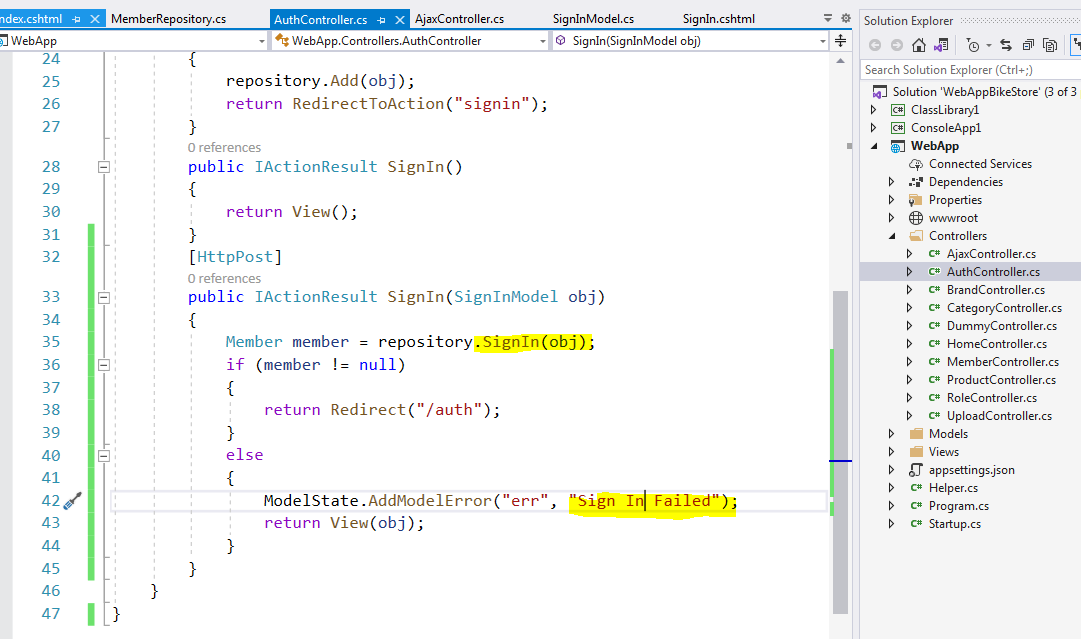 ndex.cshtml
MemberRepository.cs
AuthController.cs
AjaxController.cs
SignInModel.cs
SignIn.cshtml
WebApp
WebApp.Controllers.AuthController
SignIn(SignInModel obj)
24 {
25 repository.Add(obj);
26 return RedirectToAction("signin");
27 }
0 references
28 public IActionResult SignIn()
29 {
30 return View();
31 }
32 [HttpPost]
0 references
33 public IActionResult SignIn(SignInModel obj)
34 {
35 Member member = repository.SignIn(obj);
36 if (member != null)
37 {
38 return Redirect("/auth");
39 }
40 else
41 {
42 ModelState.AddModelError("err", "Sign In Failed");
43 return View(obj);
44 }
45 }
46 }
47 }
Solution Explorer
Search Solution Explorer (Ctrl+;)
Solution 'WebAppBikeStore' (3 of 3
C# ClassLibrary1
C# ConsoleApp1
WebApp
Connected Services
Dependencies
Properties
wwwroot
Controllers
C# AjaxController.cs
C# AuthController.cs
C# BrandController.cs
C# CategoryController.cs
C# DummyController.cs
C# HomeController.cs
C# MemberController.cs
C# ProductController.cs
C# RoleController.cs
C# UploadController.cs
Models
Views
appsettings.json
C# Helper.cs
C# Program.cs
C# Startup.cs